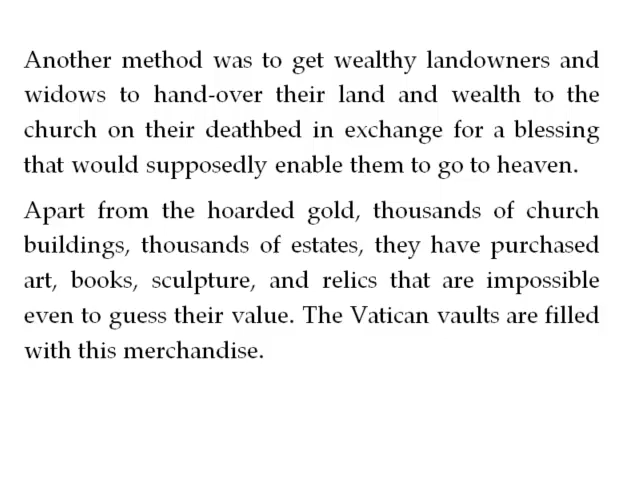 Another method was to get wealthy landowners and
widows to hand-over their land and wealth to the
church on their deathbed in exchange for a blessing
that would supposedly enable them to go to heaven.
Apart from the hoarded gold, thousands of church
buildings, thousands of estates, they have purchased
art, books, sculpture, and relics that are impossible
even to guess their value. The Vatican vaults are filled
with this merchandise.